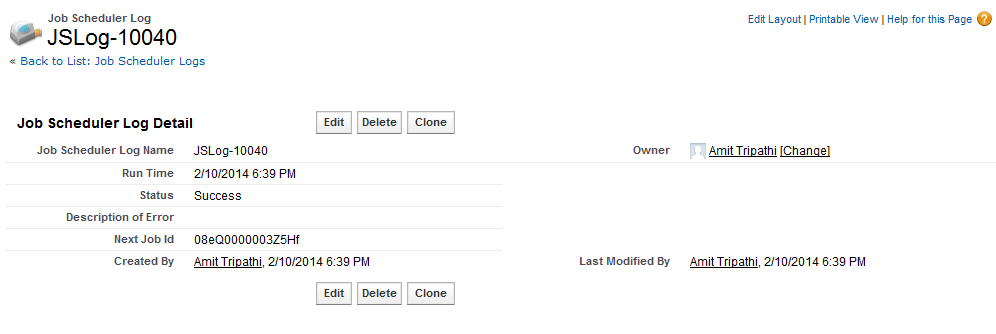 Job Scheduler Log
JSLog-10040
Edit Layout | Printable View | Help for this Page ?
« Back to List: Job Scheduler Logs
Job Scheduler Log Detail Edit Delete Clone
Job Scheduler Log Name JSLog-10040 Owner Amit Tripathi [Change]
Run Time 2/10/2014 6:39 PM
Status Success
Description of Error
Next Job Id 08eQ0000003Z5Hf
Created By Amit Tripathi, 2/10/2014 6:39 PM Last Modified By Amit Tripathi, 2/10/2014 6:39 PM
Edit Delete Clone